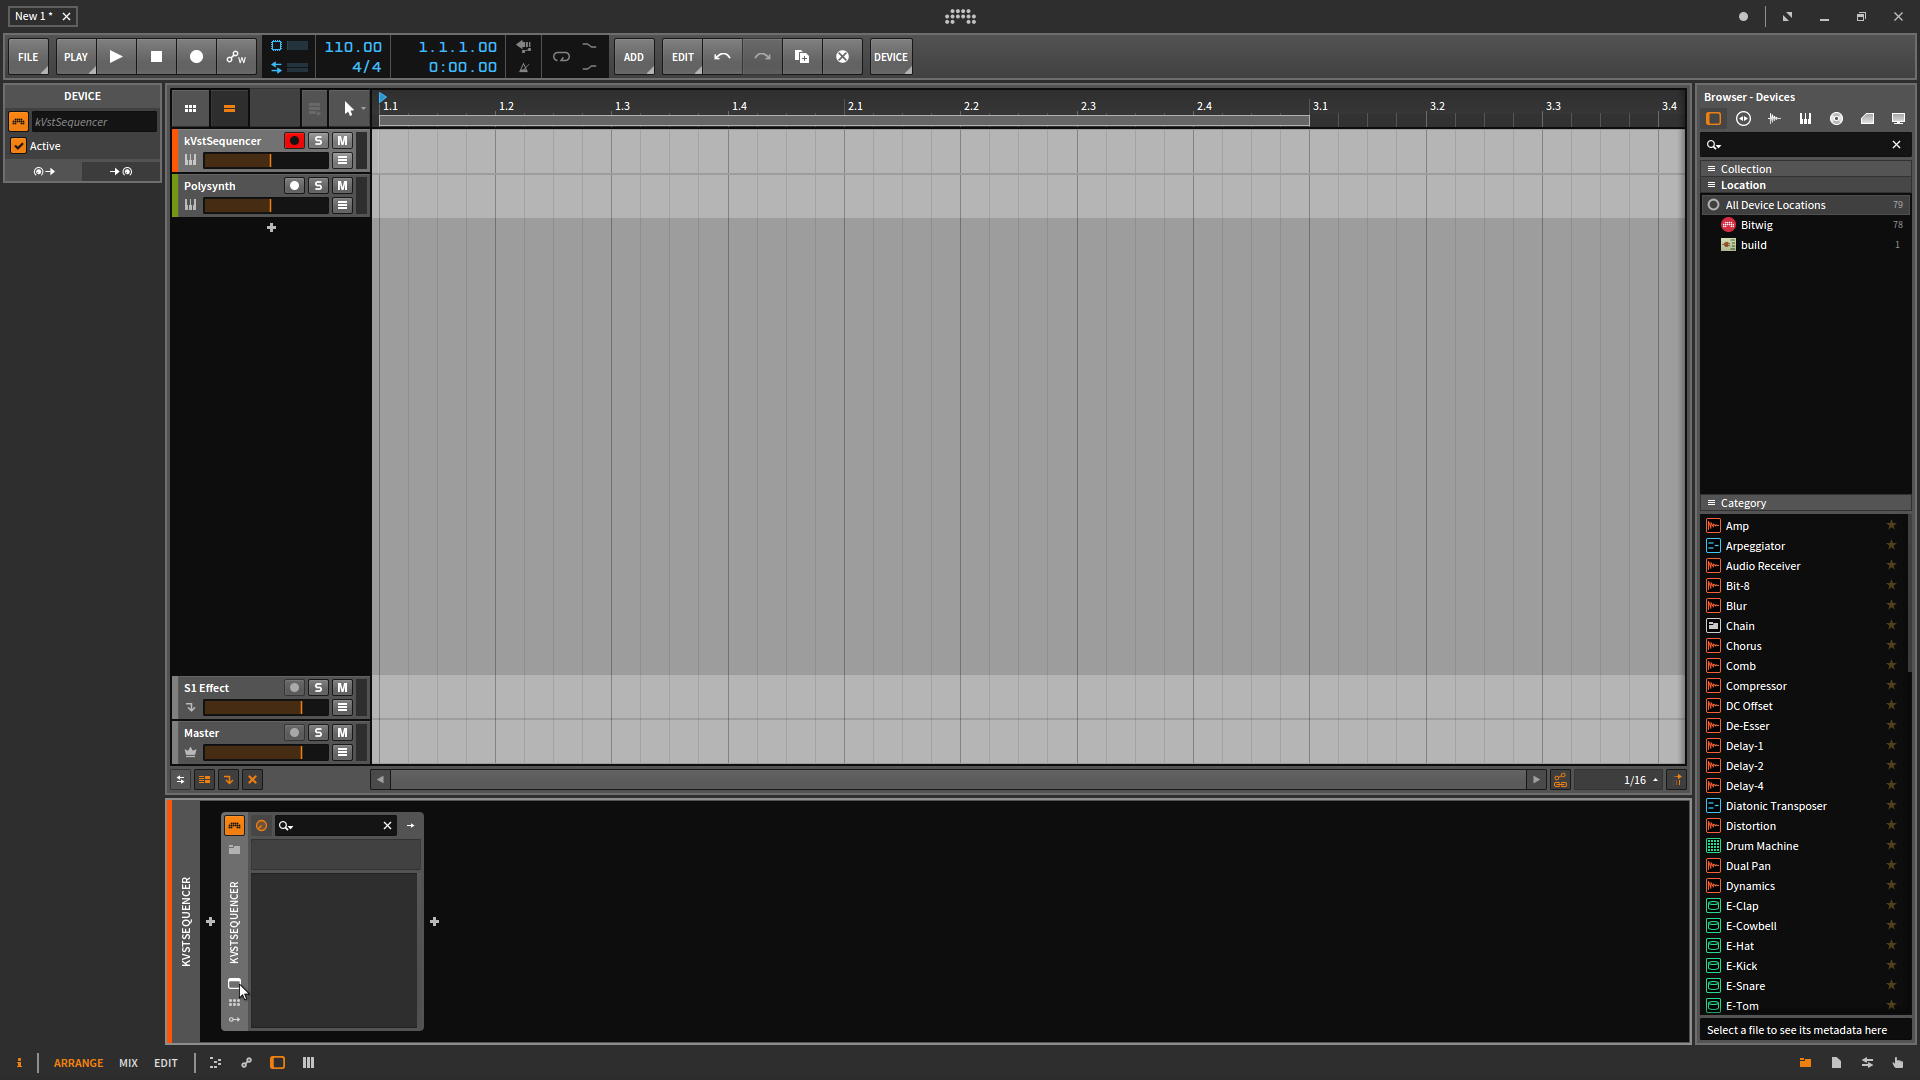 New 1 *
FILE
PLAY
110.00
4/4
1.1.1.00
0:00.00
ADD
EDIT
DEVICE
DEVICE
kVstSequencer
Active
1.1
1.2
1.3
1.4
2.1
2.2
2.3
2.4
3.1
3.2
3.3
3.4
kVstSequencer
S
M
Polysynth
S
M
S1 Effect
S
M
Master
S
M
1/16
KVSTSEQUENCER
KVSTSEQUENCER
Browser - Devices
Collection
Location
All Device Locations 79
Bitwig 78
build 1
Category
Amp
Arpeggiator
Audio Receiver
Bit-8
Blur
Chain
Chorus
Comb
Compressor
DC Offset
De-Esser
Delay-1
Delay-2
Delay-4
Diatonic Transposer
Distortion
Drum Machine
Dual Pan
Dynamics
E-Clap
E-Cowbell
E-Hat
E-Kick
E-Snare
E-Tom
Select a file to see its metadata here
i
ARRANGE
MIX
EDIT